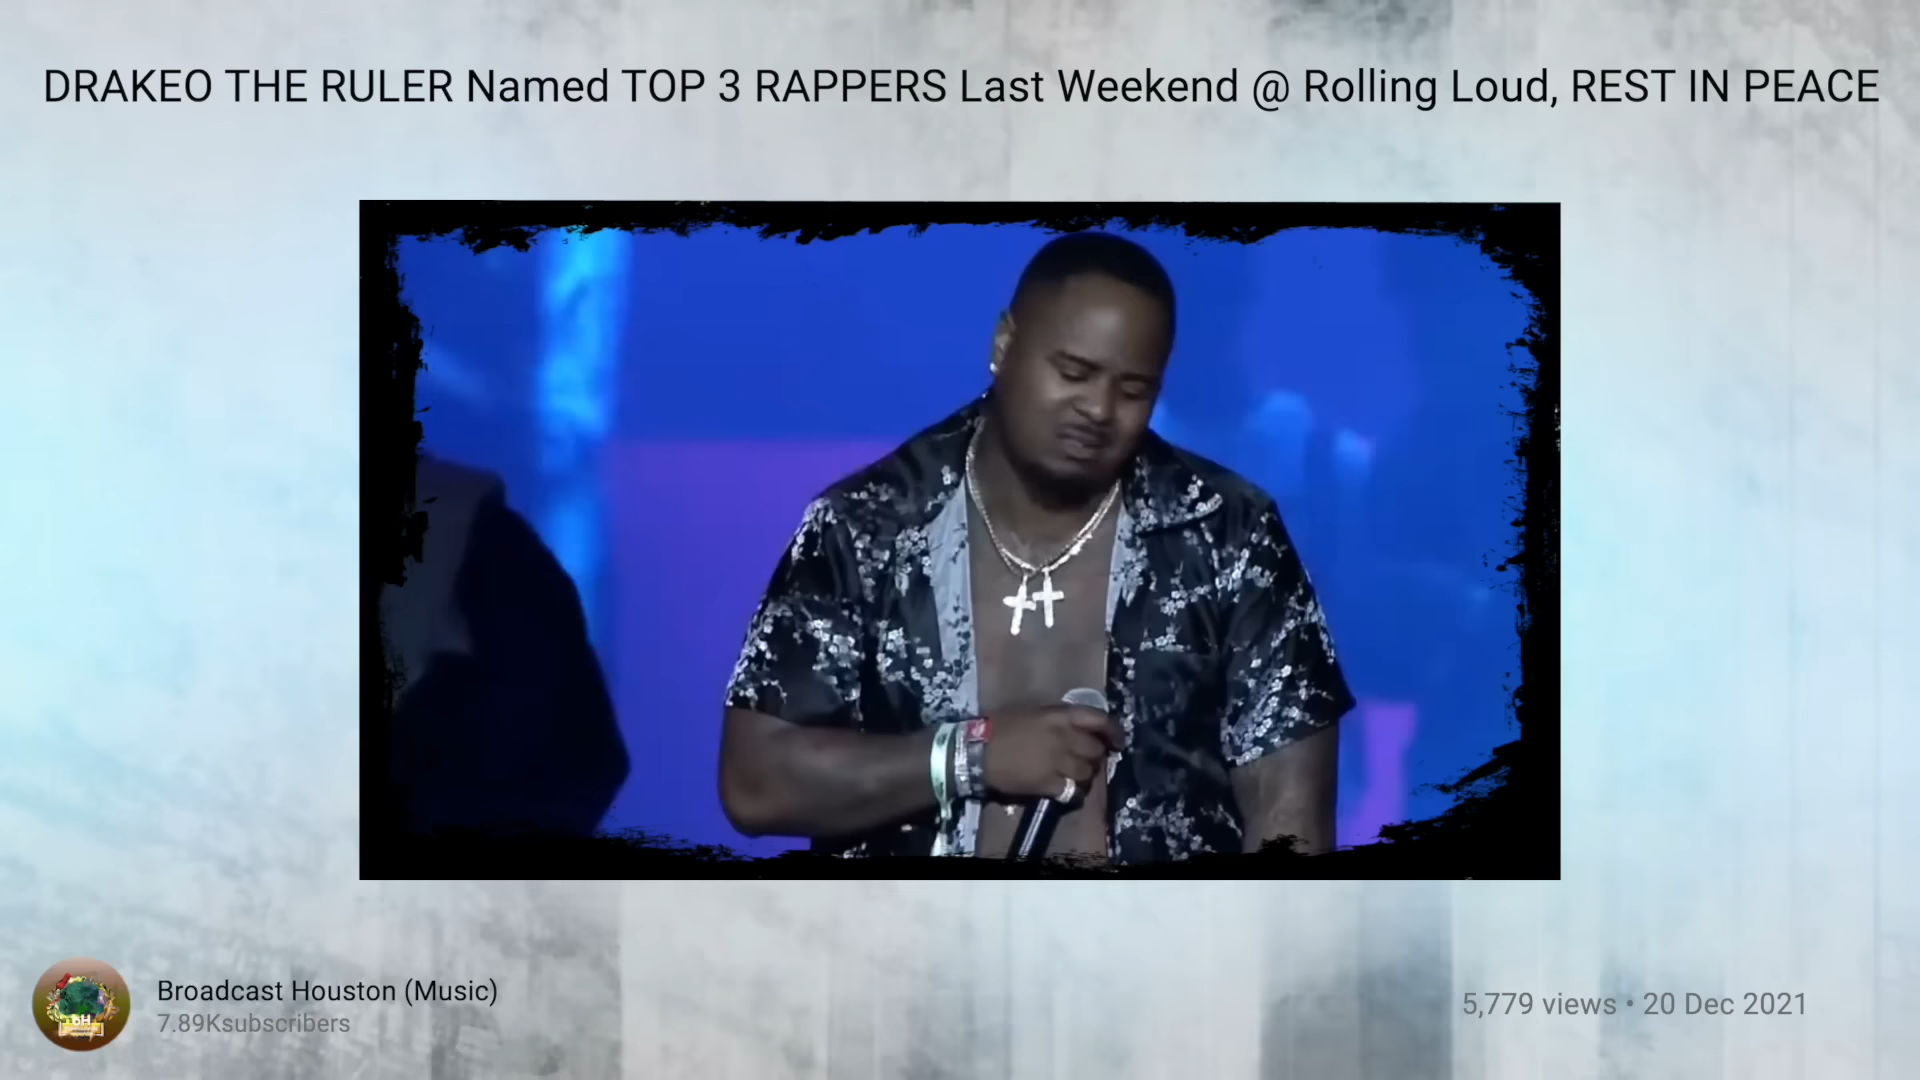 DRAKEO THE RULER Named TOP 3 RAPPERS Last Weekend @ Rolling Loud, REST IN PEACE
bH
Broadcast Houston (Music)
7.89Ksubscribers
5,779 views • 20 Dec 2021